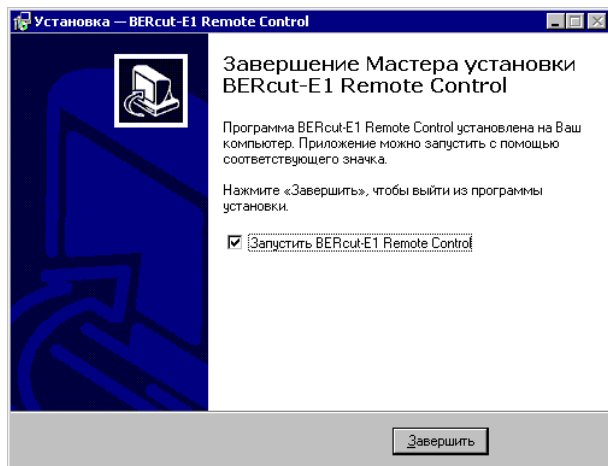 Установка — BERcut-E1 Remote Control
Завершение Мастера установки
BERcut-E1 Remote Control
Программа BERcut-E1 Remote Control установлена на Ваш
компьютер. Приложение можно запустить с помощью
соответствующего значка.
Нажмите «Завершить», чтобы выйти из программы
установки.
Запустить BERcut-E1 Remote Control
Завершить